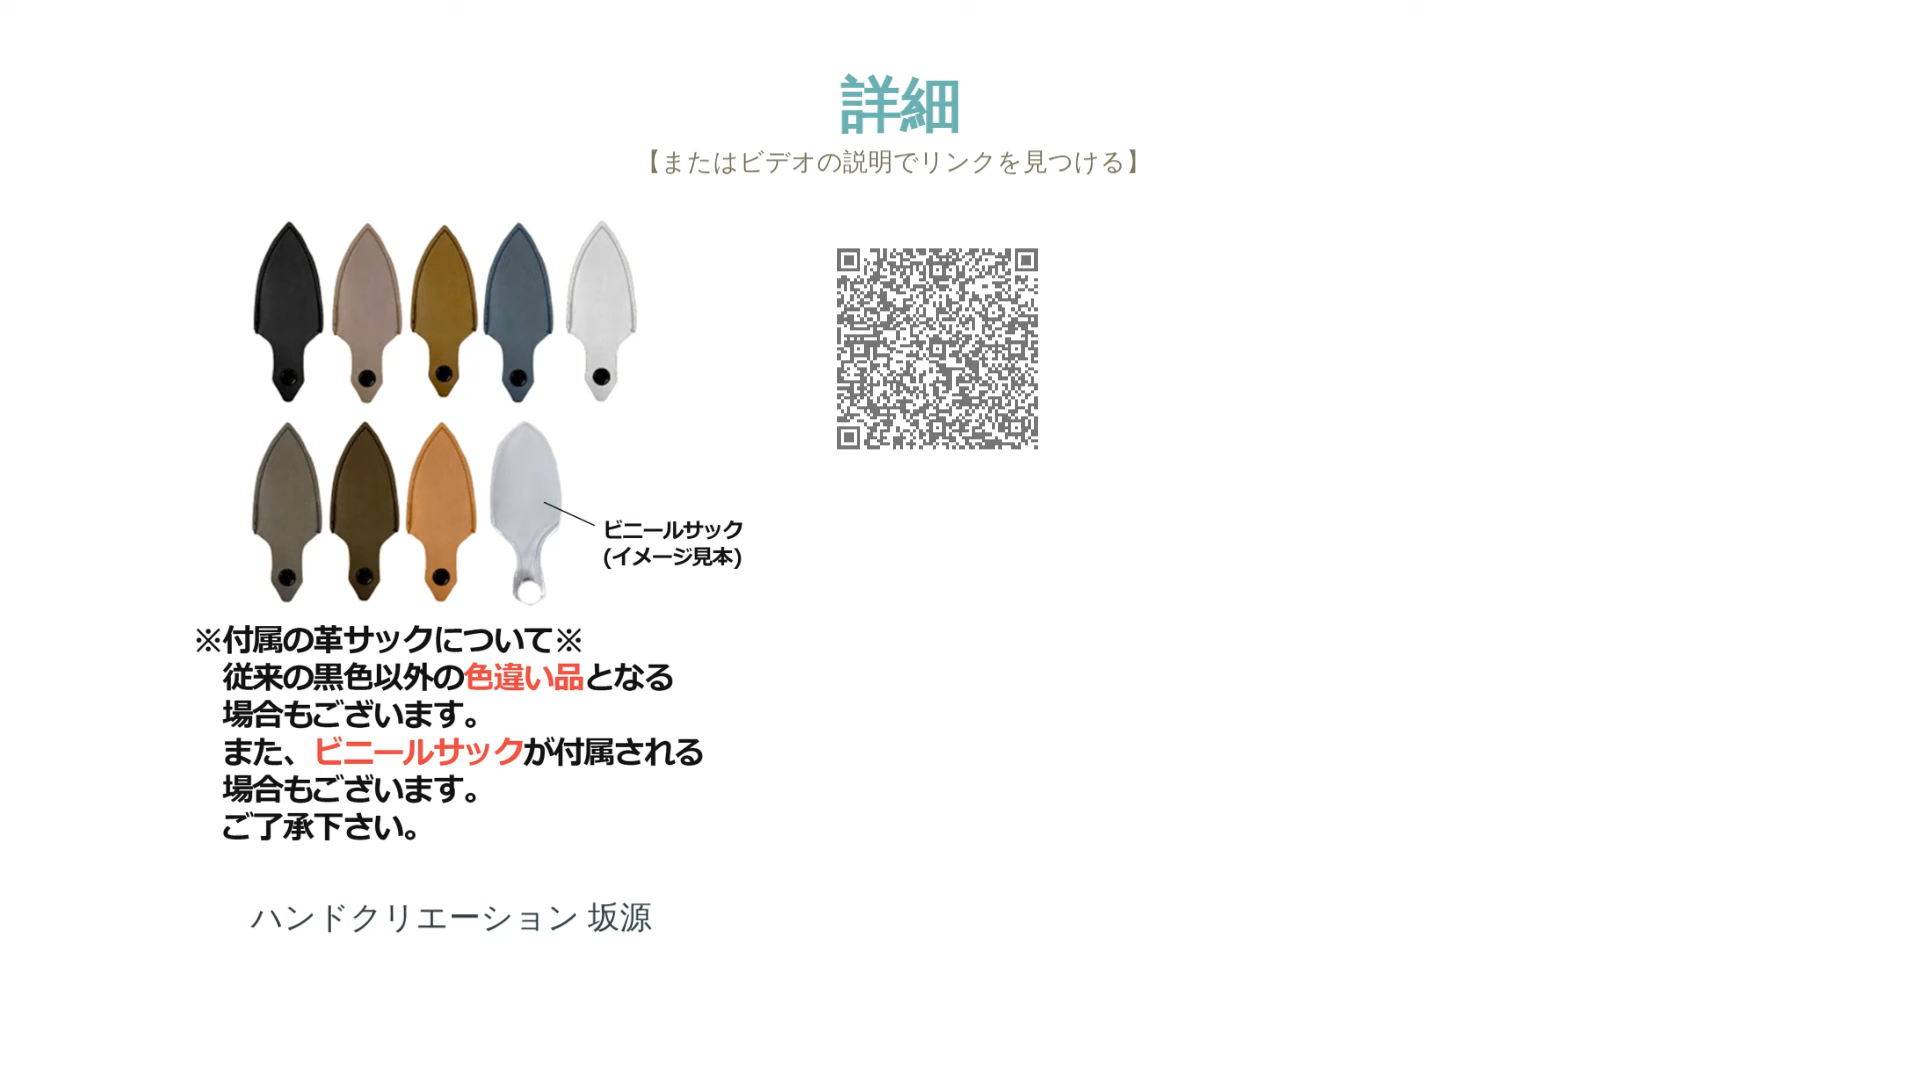 詳細
【またはビデオの説明でリンクを見つける】
ビニールサック
(イメージ見本)
※付属の革サックについて※
従来の黒色以外の色違い品となる
場合もございます。
また、ビニールサックが付属される
場合もございます。
ご了承下さい。
ハンドクリエーション 坂源